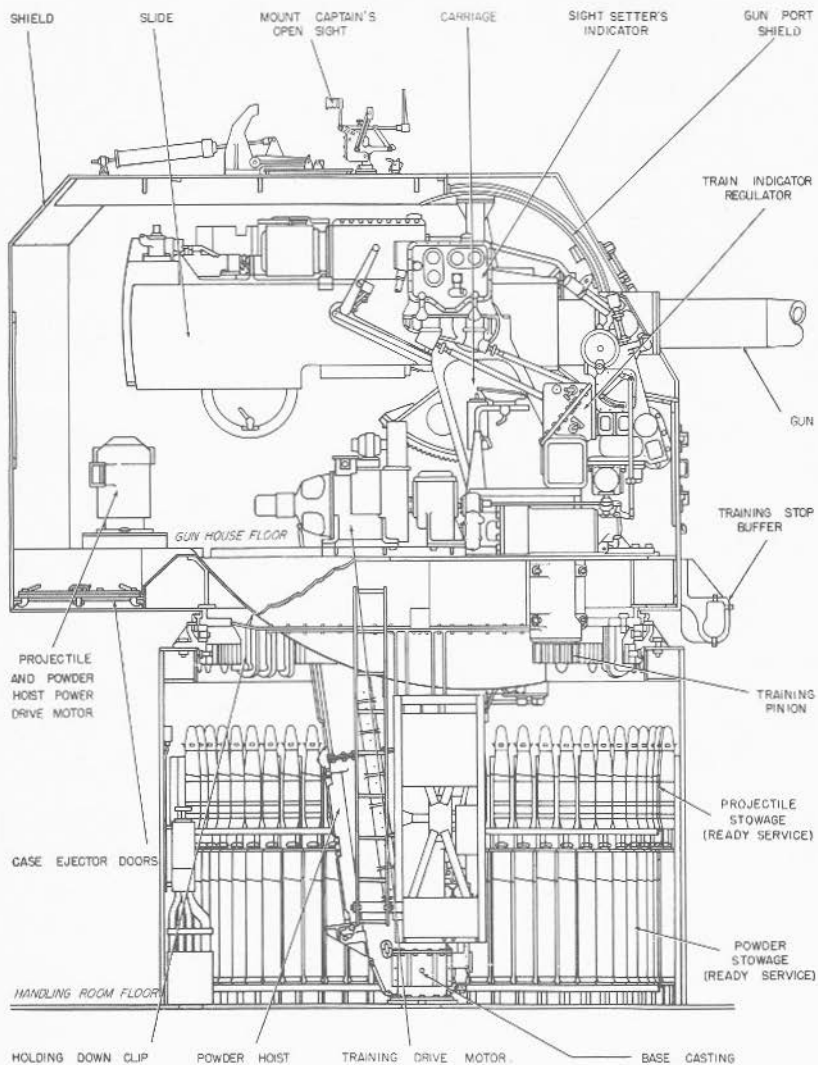 SHIELD
SLIDE
MOUNT CAPTAIN'S
OPEN SIGHT
CARRIAGE
SIGHT SETTER'S
INDICATOR
GUN PORT
SHIELD
TRAIN INDICATOR
REGULATOR
GUN
TRAINING STOP
BUFFER
GUN HOUSE FLOOR
PROJECTILE
AND POWDER
HOIST POWER
DRIVE MOTOR
TRAINING
PINION
PROJECTILE
STOWAGE
(READY SERVICE)
CASE EJECTOR DOORS
POWDER
STOWAGE
(READY SERVICE)
HANDLING ROOM FLOOR
HOLDING DOWN CLIP
POWDER HOIST
TRAINING DRIVE MOTOR.
BASE CASTING